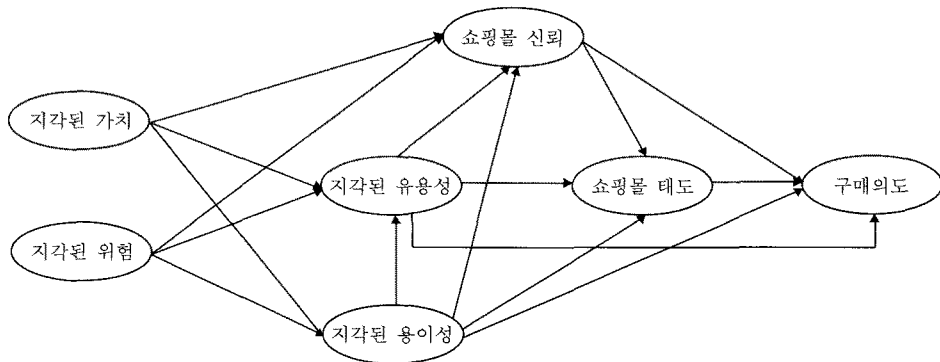 쇼핑몰 신뢰
지각된 가치
지각된 유용성
쇼핑몰 태도
구매의도
지각된 위험
지각된 용이성